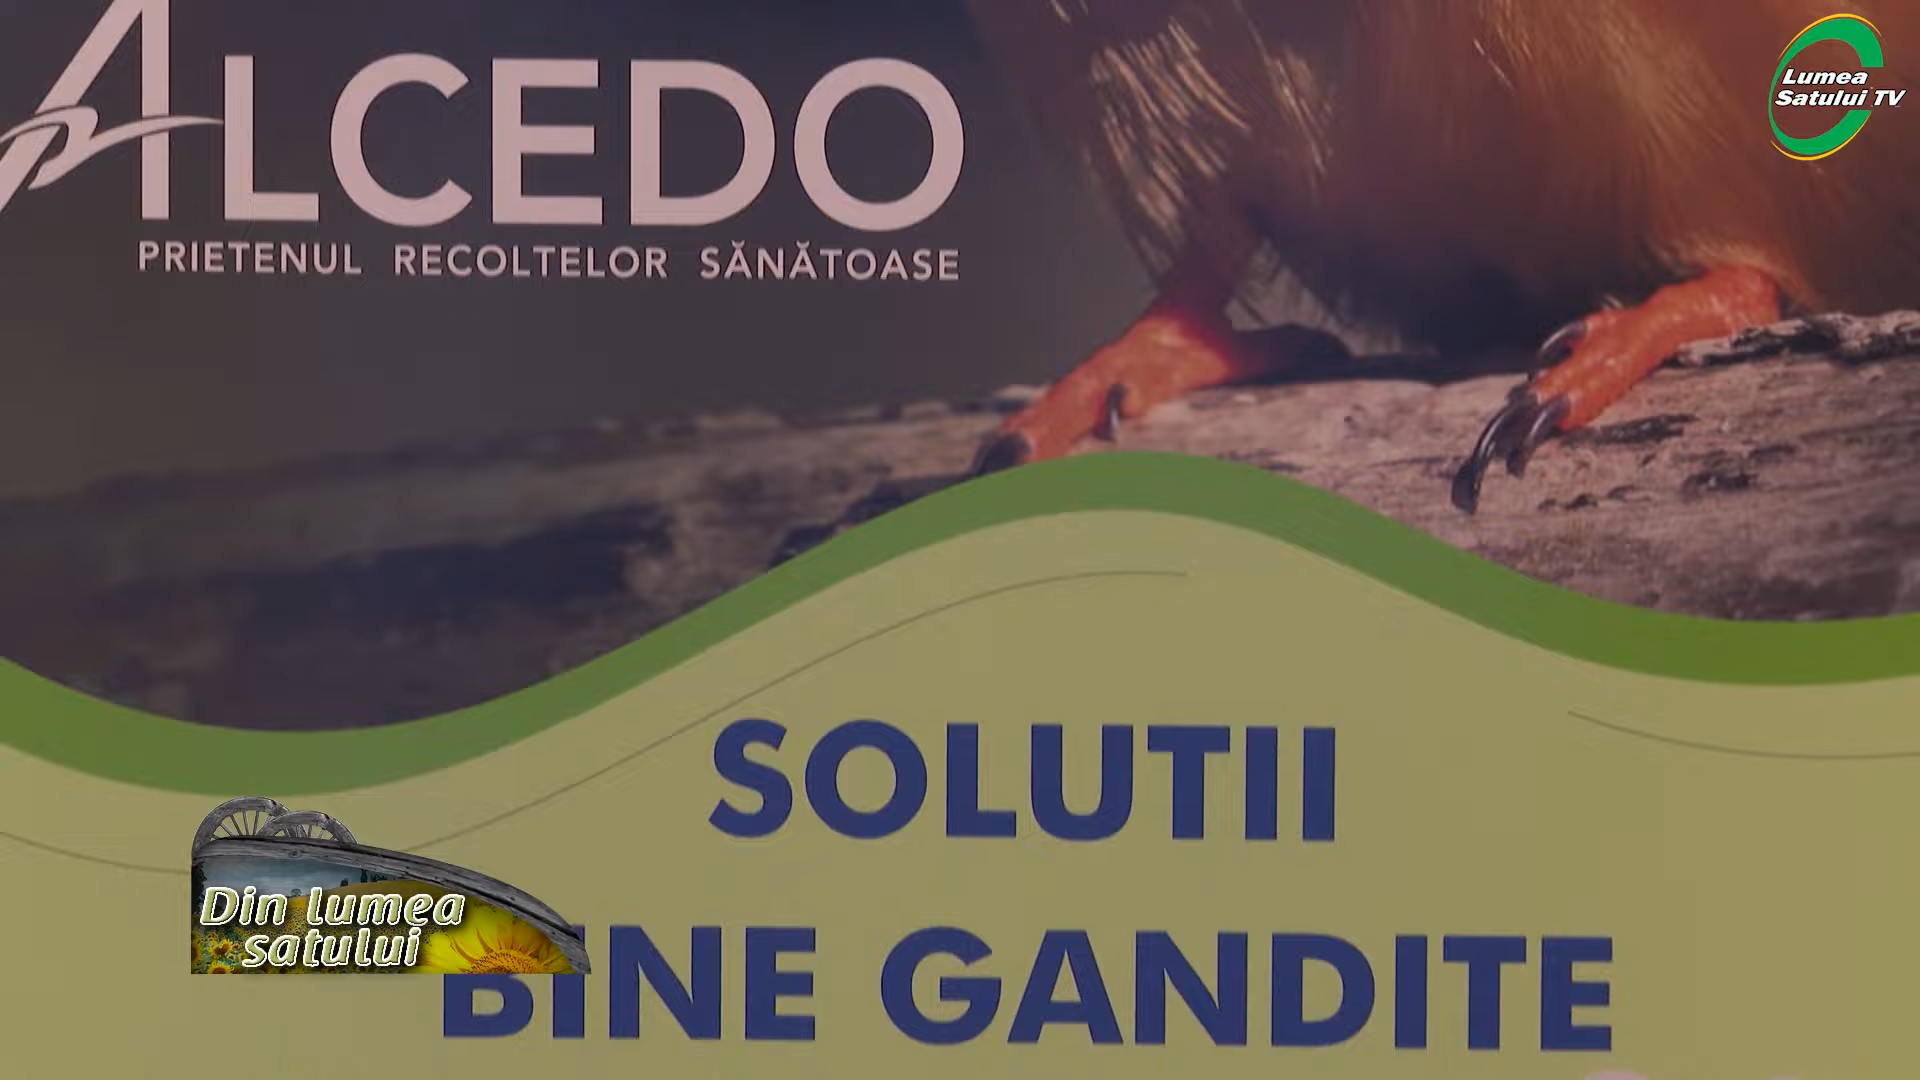 ALCEDO
PRIETENUL RECOLTELOR SĂNĂTOASE
Lumea
Satului TV
SOLUTII
BINE GANDITE
Din lumea
satului